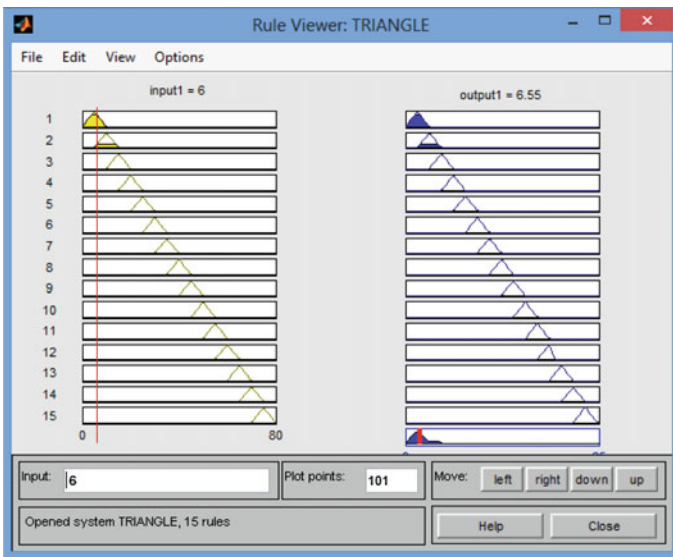 Rule Viewer: TRIANGLE
File Edit View Options
input1 = 6
output1 = 6.55
1
2
3
4
5
6
7
8
9
10
11
12
13
14
15
0 80
Input: 6
Plot points: 101
Move: left right down up
Opened system TRIANGLE, 15 rules
Help Close